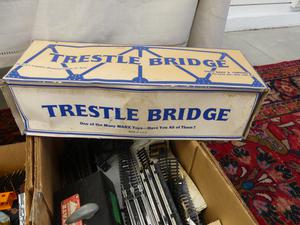 TRESTLE BRIDGE
TRESTLE BRIDGE
One of the Many MARX Toys—Have You All of Them?